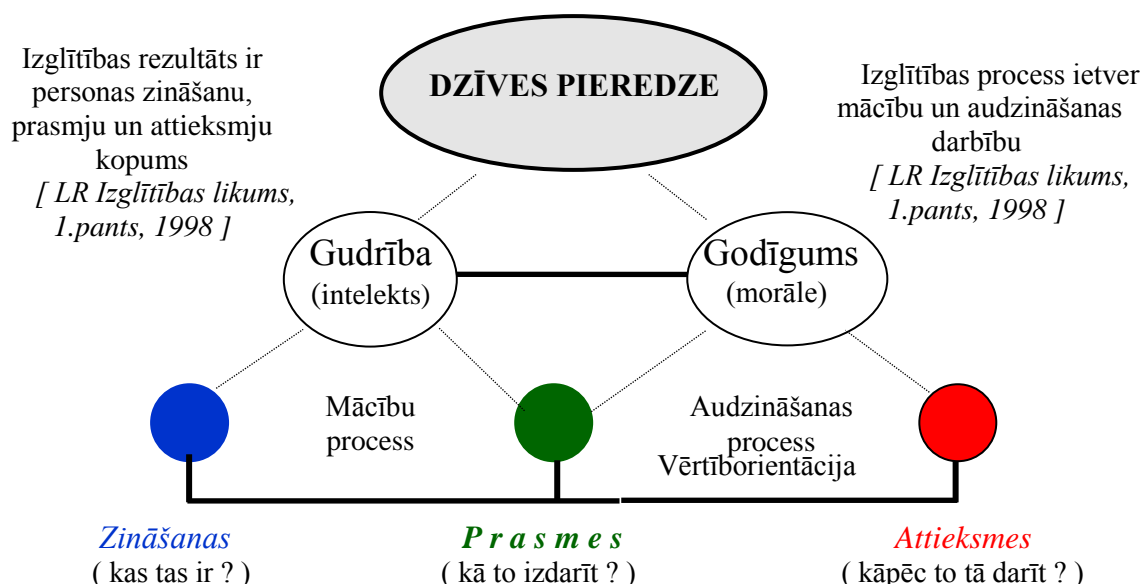 DZĪVES PIEREDZE
Izglītības rezultāts ir
personas zināšanu,
prasmju un attieksmju
kopums
[ LR Izglītības likums,
1.pants, 1998 ]
Izglītības process ietver
mācību un audzināšanas
darbību
[ LR Izglītības likums,
1.pants, 1998 ]
Gudrība
(intelekts)
Godīgums
(morāle)
Mācību
process
Audzināšanas
process
Vērtīborientācija
Zināšanas
( kas tas ir ? )
P r a s m e s
( kā to izdarīt ? )
Attieksmes
( kāpēc to tā darīt ? )